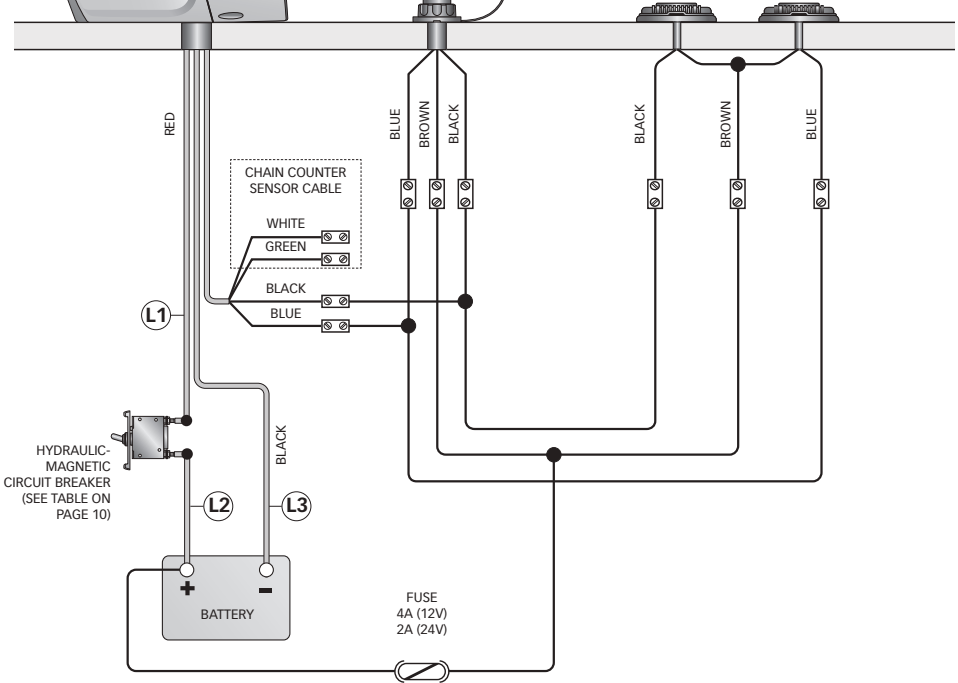 RED
BLUE
BROWN
BLACK
BLACK
BROWN
BLUE
CHAIN COUNTER
SENSOR CABLE
WHITE
GREEN
BLACK
BLUE
L1
HYDRAULIC-
MAGNETIC
CIRCUIT BREAKER
(SEE TABLE ON
PAGE 10)
BLACK
L2
L3
+
-
BATTERY
FUSE
4A (12V)
2A (24V)